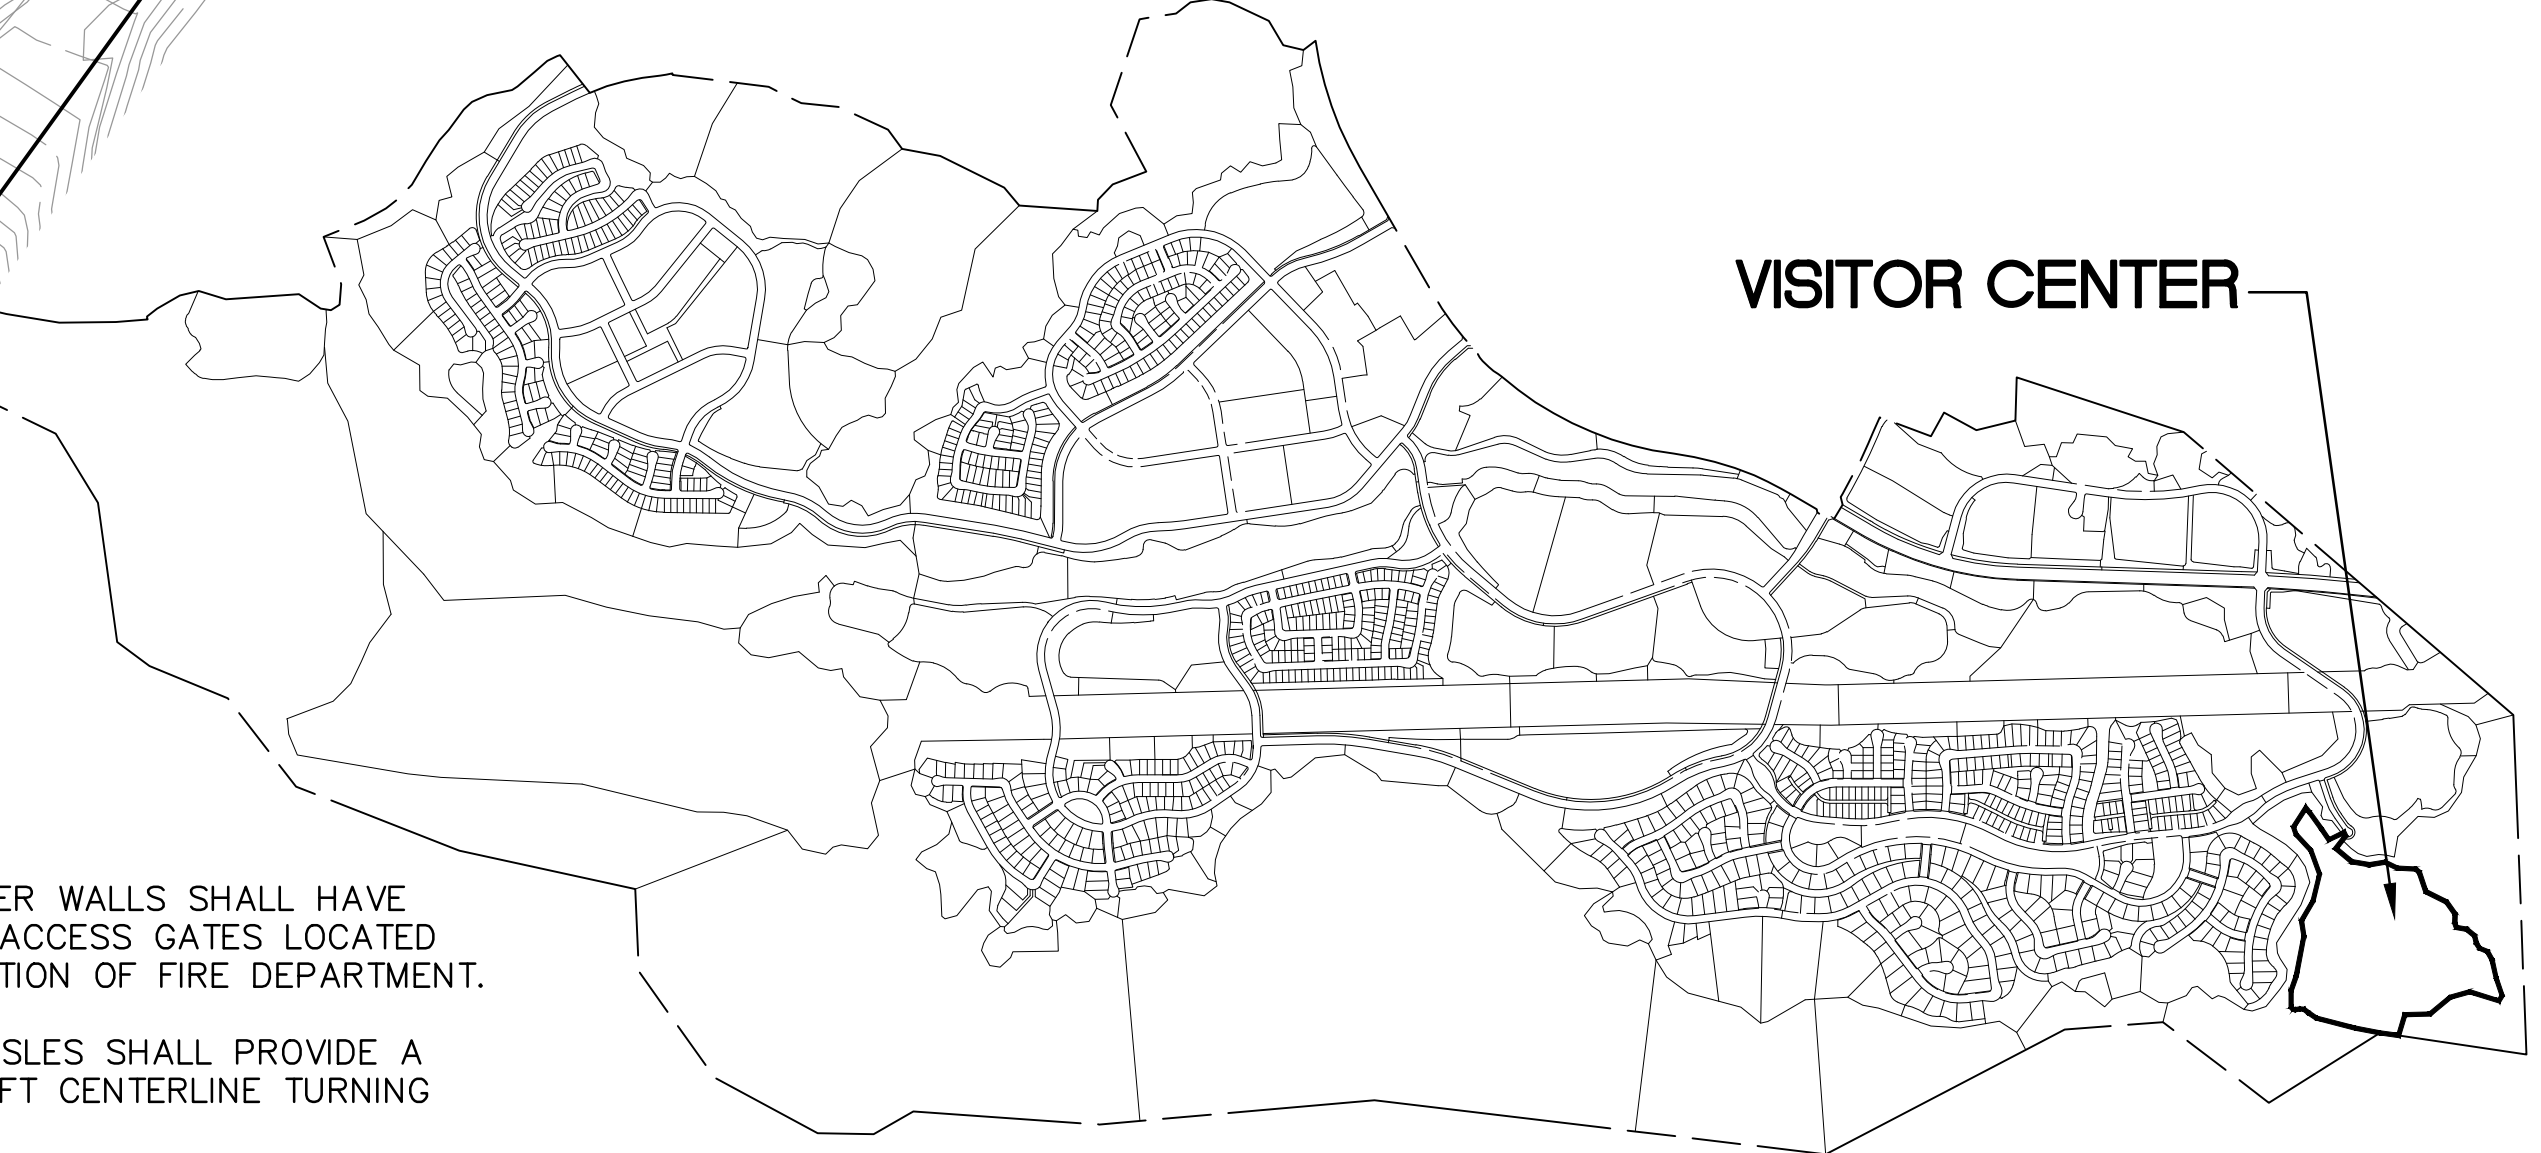 VISITOR CENTER
ER WALLS SHALL HAVE
ACCESS GATES LOCATED
TION OF FIRE DEPARTMENT.
SLES SHALL PROVIDE A
FT CENTERLINE TURNING